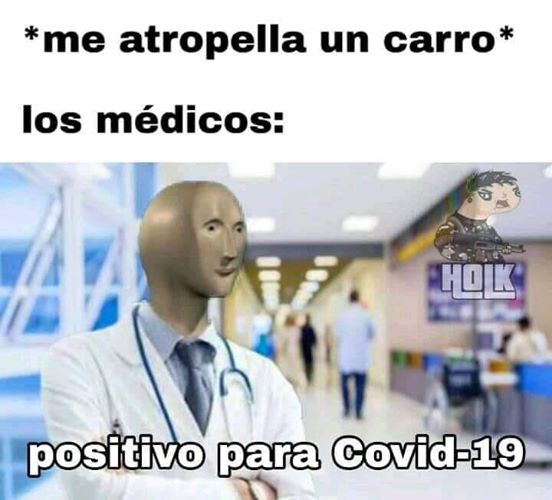 *me atropella un carro*
los médicos:
HOLK
positivo para Covid-19